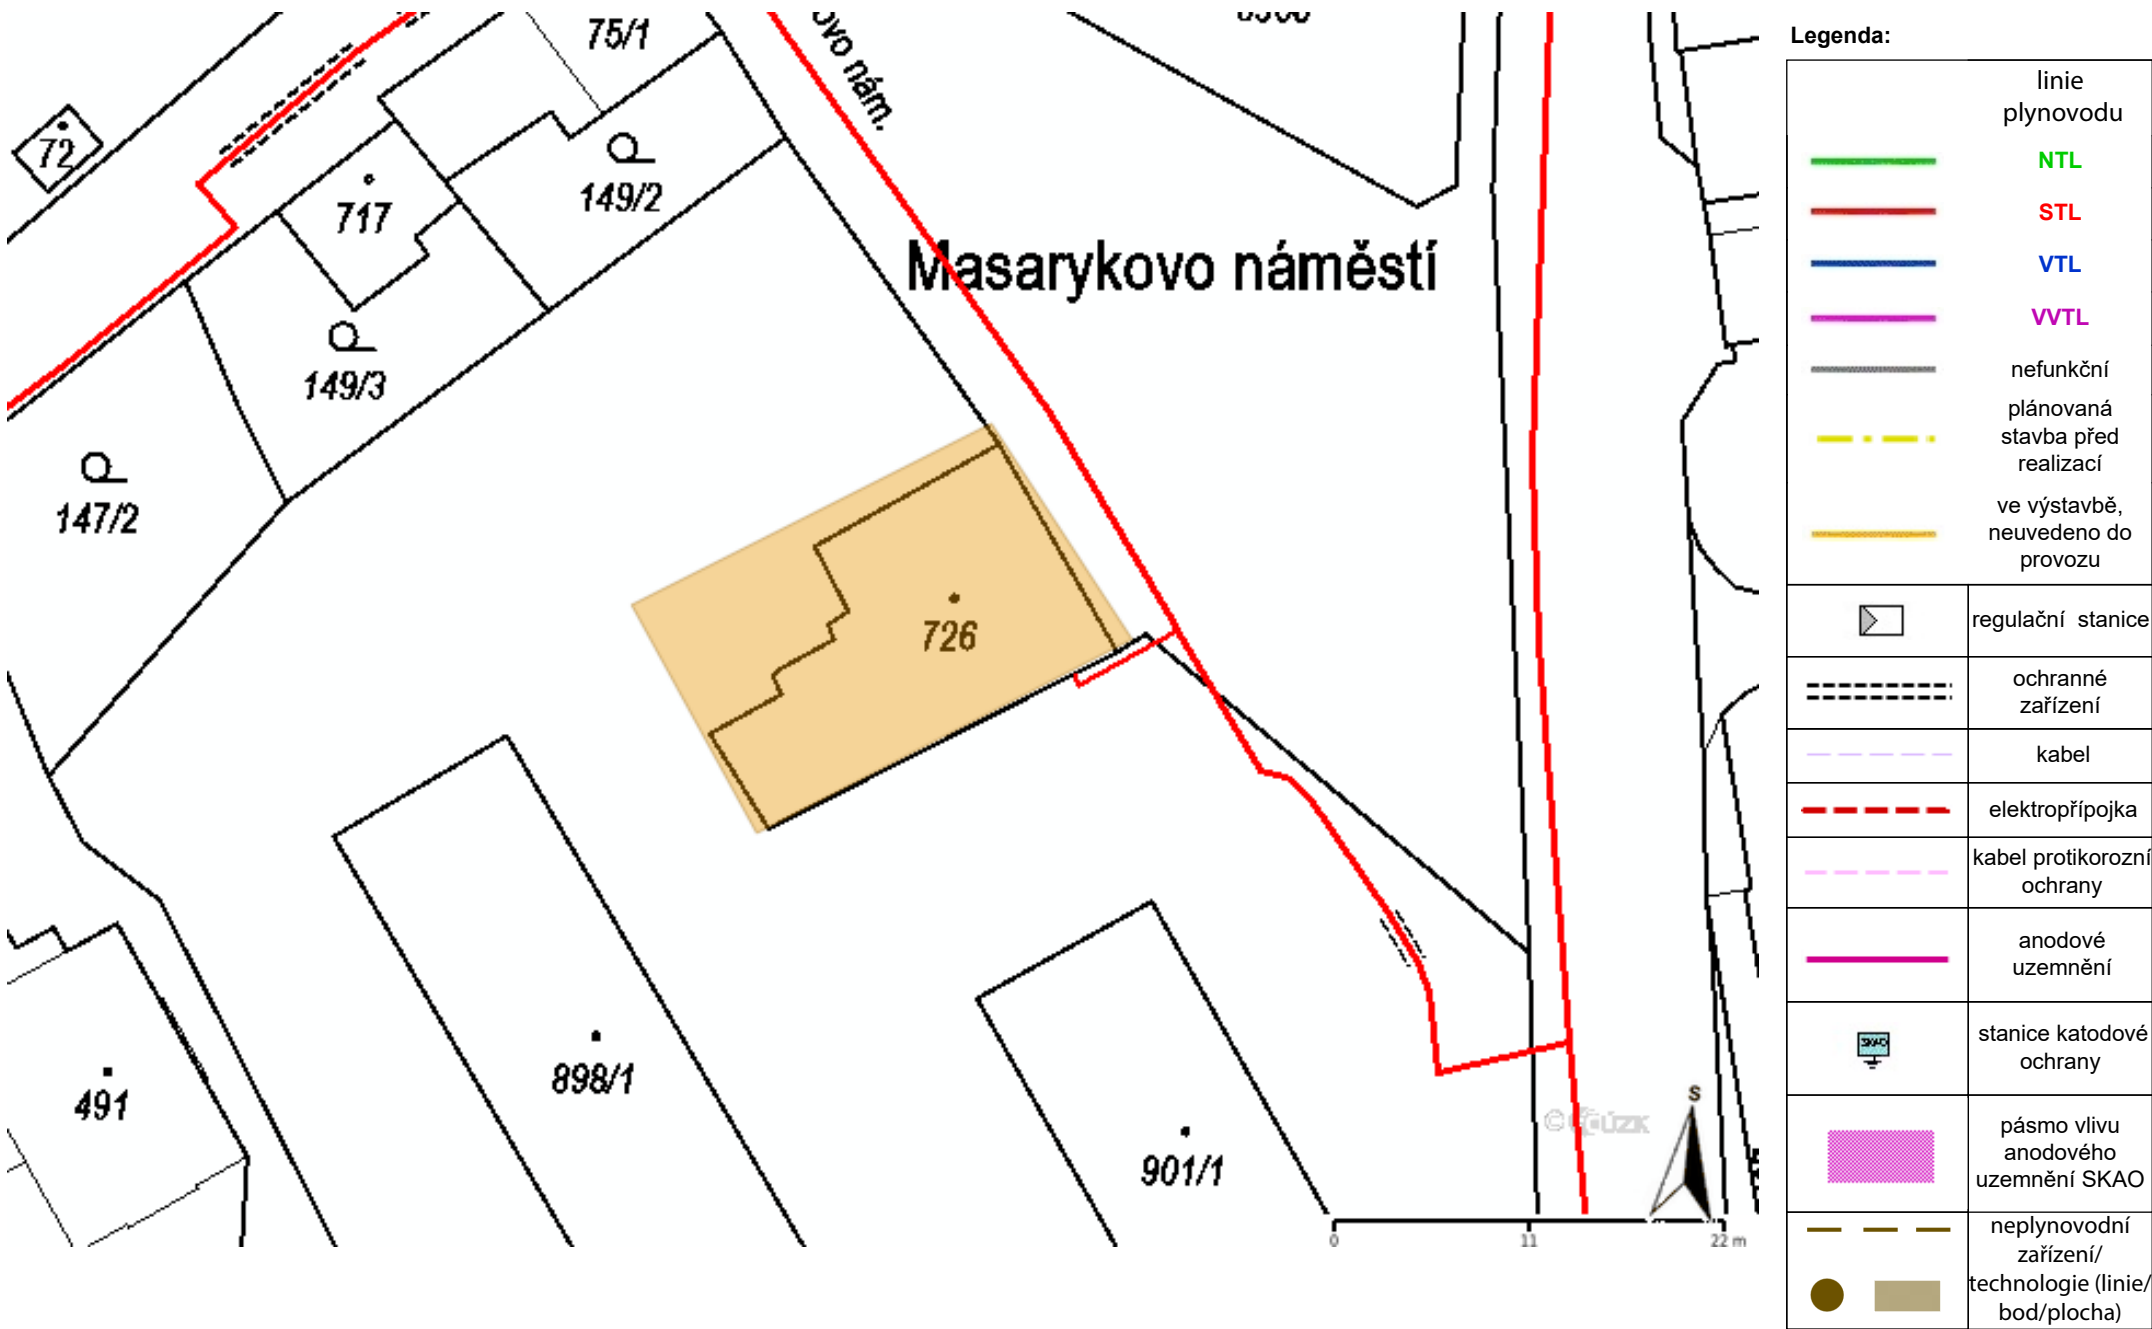 75/1
ovo nám.
72
717
149/2
Masarykovo náměstí
149/3
147/2
726
898/1
491
901/1
© ČÚZK
S
0 11 22 m
Legenda:
linie
plynovodu
NTL
STL
VTL
VVTL
nefunkční
plánovaná
stavba před
realizací
ve výstavbě,
neuvedeno do
provozu
regulační stanice
ochranné
zařízení
kabel
elektropřípojka
kabel protikorozní
ochrany
anodové
uzemnění
SKAO
stanice katodové
ochrany
pásmo vlivu
anodového
uzemnění SKAO
neplynovodní
zařízení/
technologie (linie/
bod/plocha)